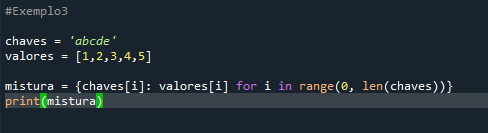 #Exemplo3
chaves = 'abcde'
valores = [1,2,3,4,5]
mistura = {chaves[i]: valores[i] for i in range(0, len(chaves))}
print(mistura)